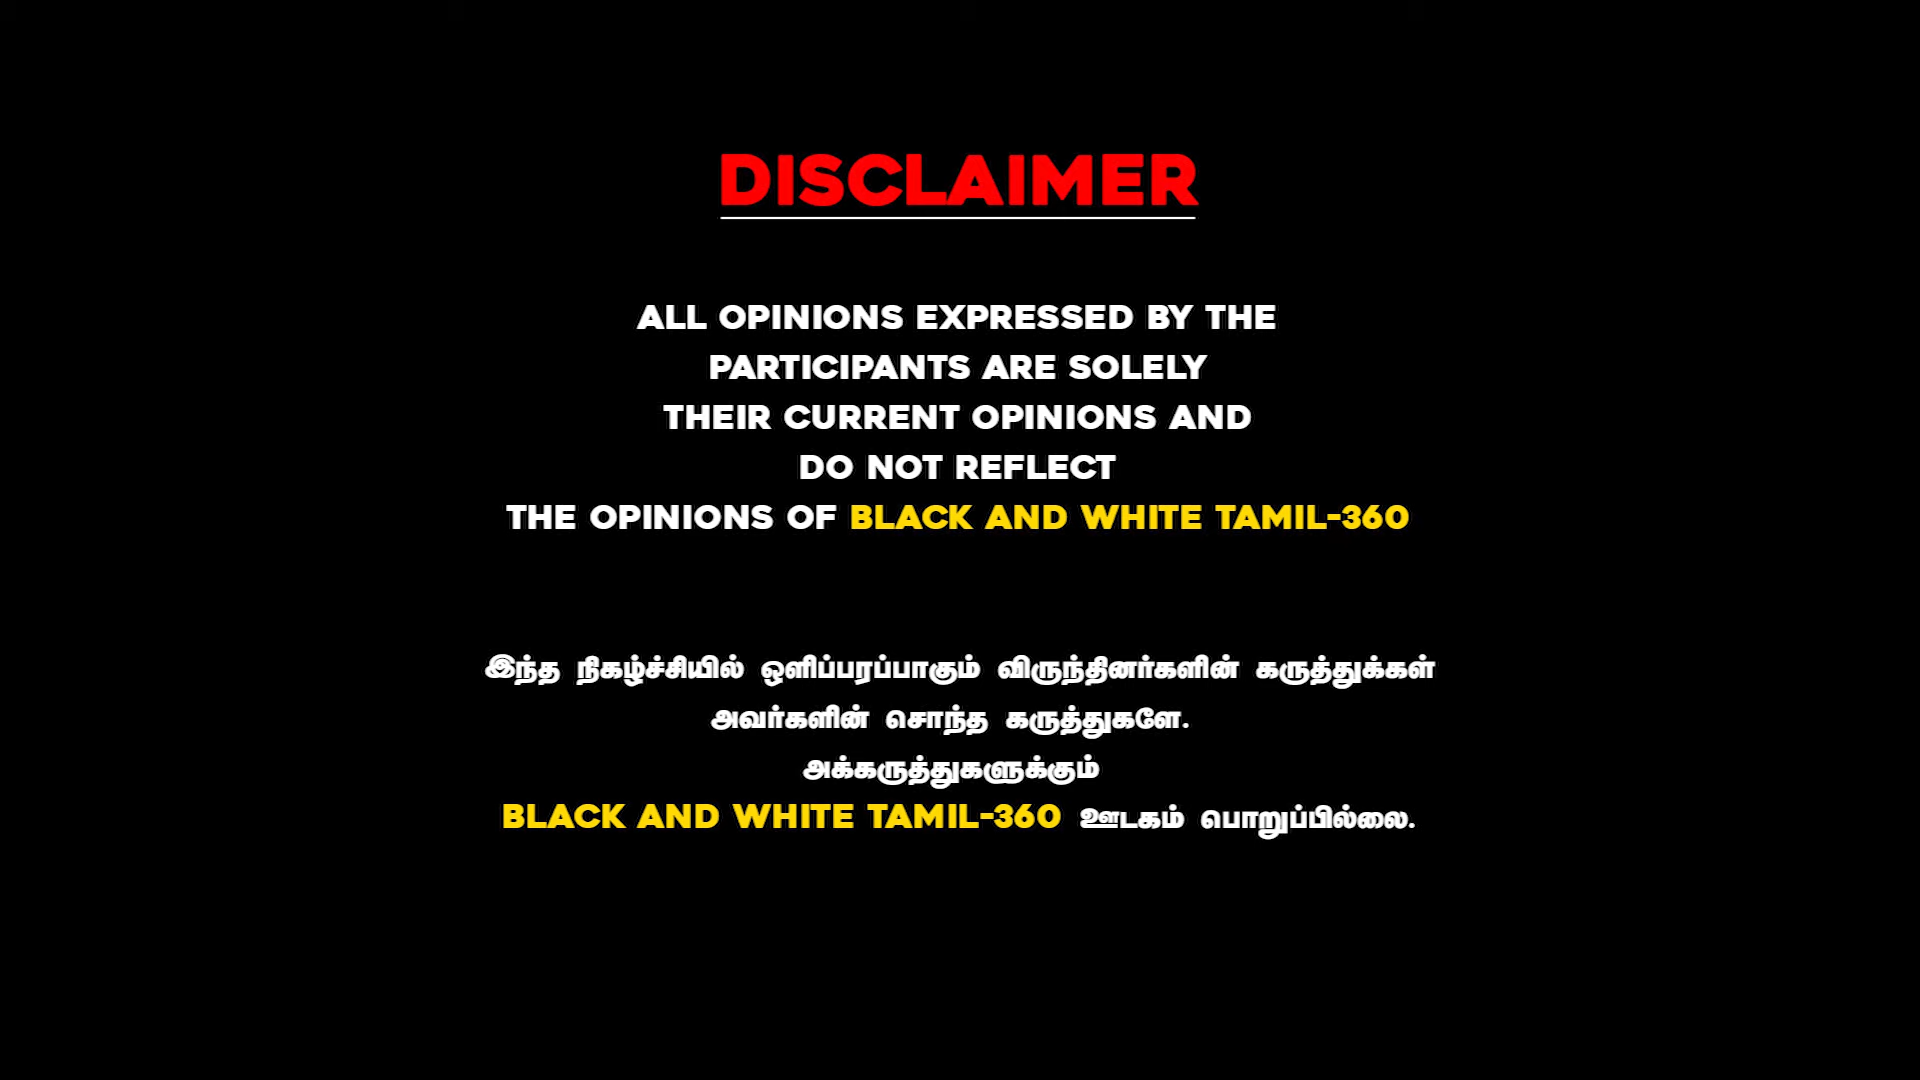 DISCLAIMER
ALL OPINIONS EXPRESSED BY THE
PARTICIPANTS ARE SOLELY
THEIR CURRENT OPINIONS AND
DO NOT REFLECT
THE OPINIONS OF BLACK AND WHITE TAMIL-360
இந்த நிகழ்ச்சியில் ஒளிப்பரப்பாகும் விருந்தினர்களின் கருத்துக்கள்
அவர்களின் சொந்த கருத்துகளே.
அக்கருத்துகளுக்கும்
BLACK AND WHITE TAMIL-360 ஊடகம் பொறுப்பில்லை.